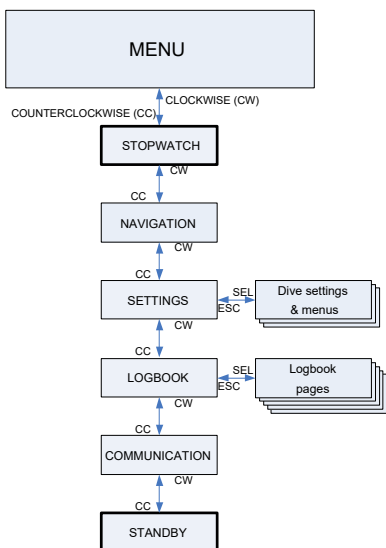 MENU
CLOCKWISE (CW)
COUNTERCLOCKWISE (CC)
STOPWATCH
CW
CC
NAVIGATION
CW
CC
SETTINGS
SEL
ESC
Dive settings
& menus
CW
CC
LOGBOOK
SEL
ESC
Logbook
pages
CW
CC
COMMUNICATION
CW
CC
STANDBY